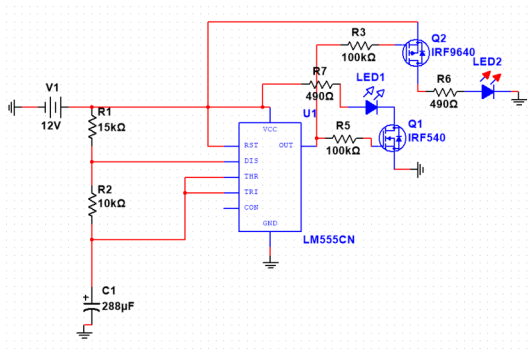 R3
100kΩ
Q2
IRF9640
R7
490Ω
LED1
LED2
R6
490Ω
V1
12V
R1
15kΩ
U1
VCC
R5
100kΩ
Q1
IRF540
RST
OUT
DIS
THR
R2
10kΩ
TRI
CON
GND
LM555CN
C1
288µF